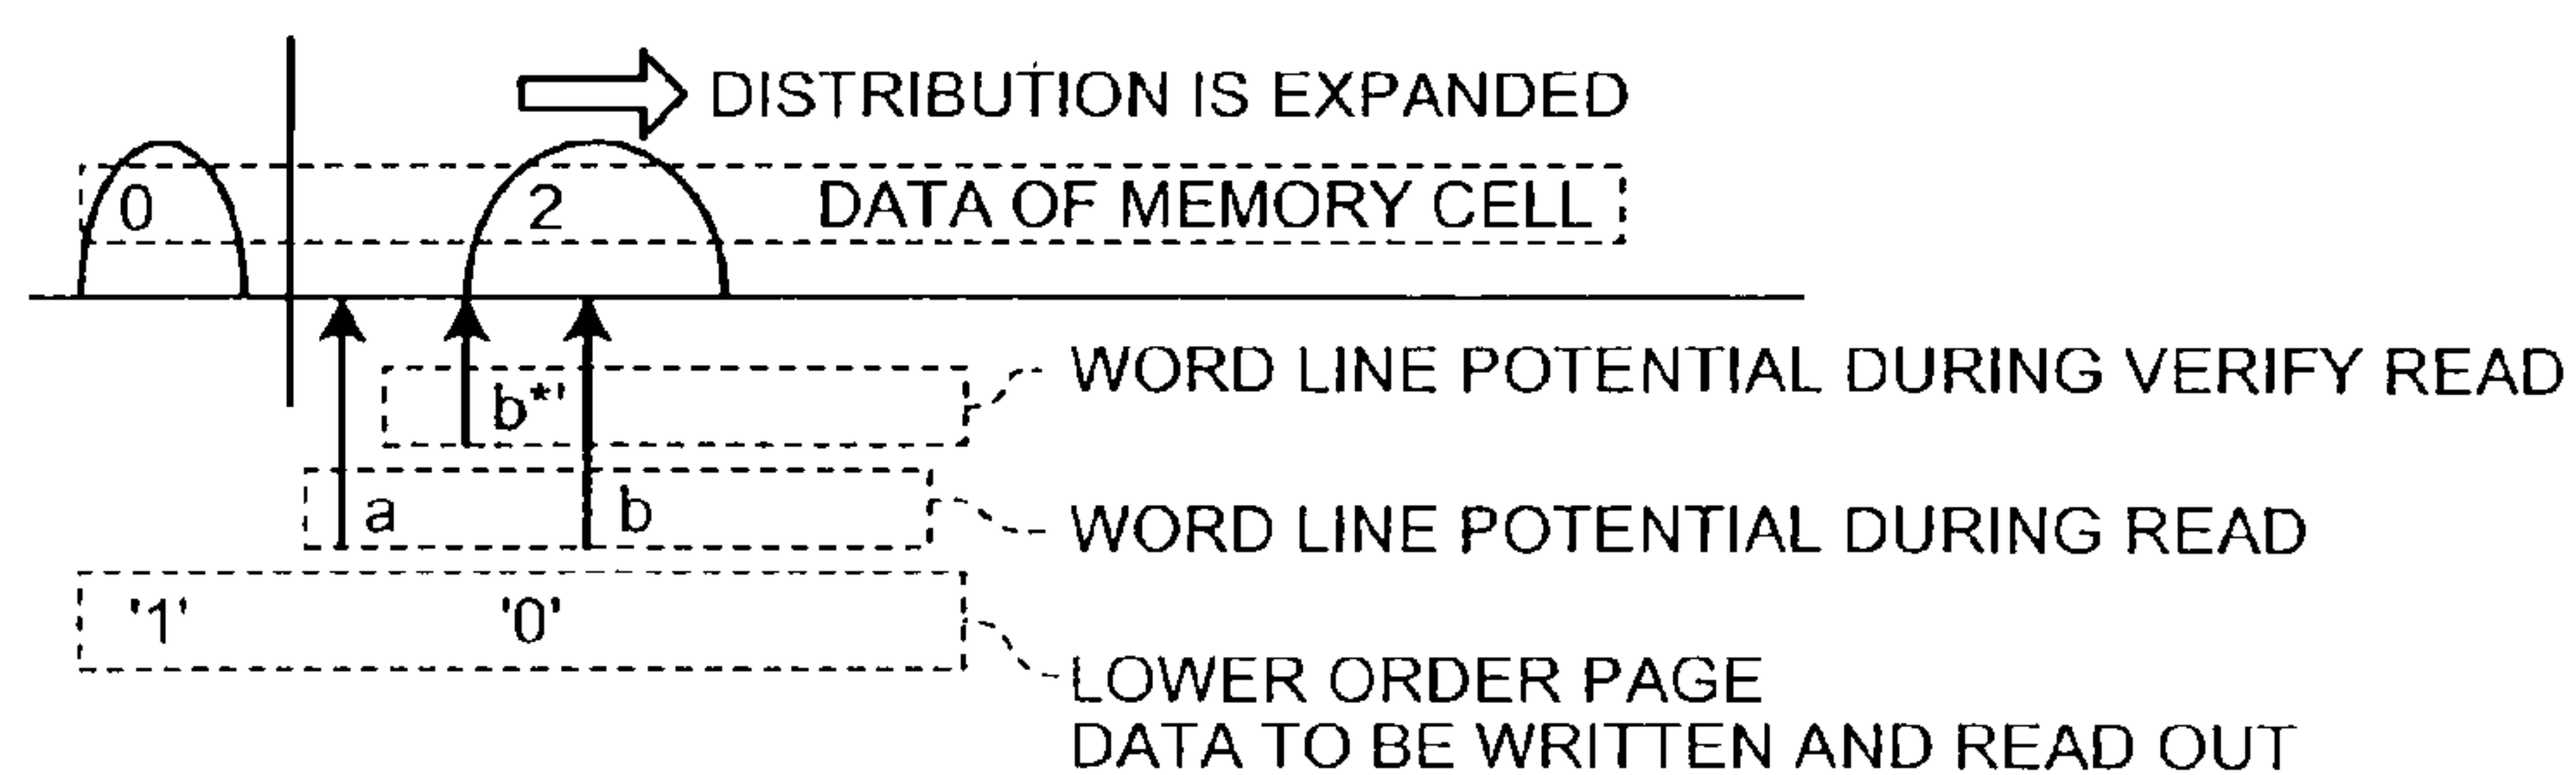 DISTRIBUTION IS EXPANDED
0 2 DATA OF MEMORY CELL
WORD LINE POTENTIAL DURING VERIFY READ
b*'
a b WORD LINE POTENTIAL DURING READ
'1' '0'
LOWER ORDER PAGE
DATA TO BE WRITTEN AND READ OUT